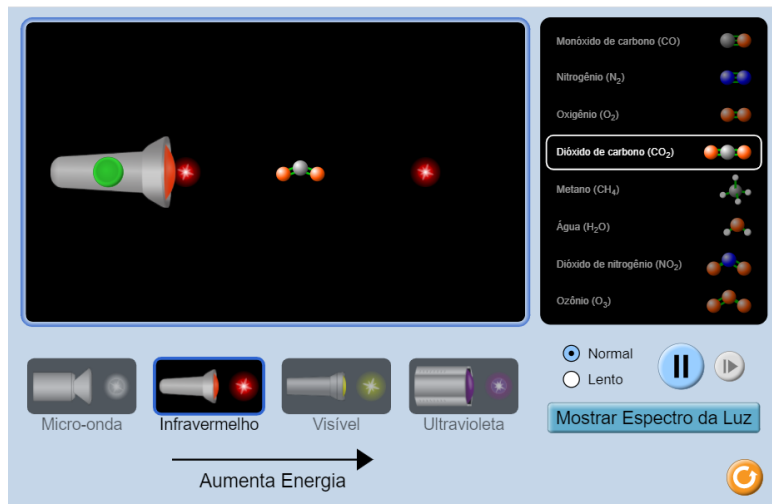 Monóxido de carbono (CO)
Nitrogênio (N₂)
Oxigênio (O₂)
Dióxido de carbono (CO₂)
Metano (CH₄)
Água (H₂O)
Dióxido de nitrogênio (NO₂)
Ozônio (O₃)
Normal
Lento
Mostrar Espectro da Luz
Micro-onda
Infravermelho
Visível
Ultravioleta
Aumenta Energia